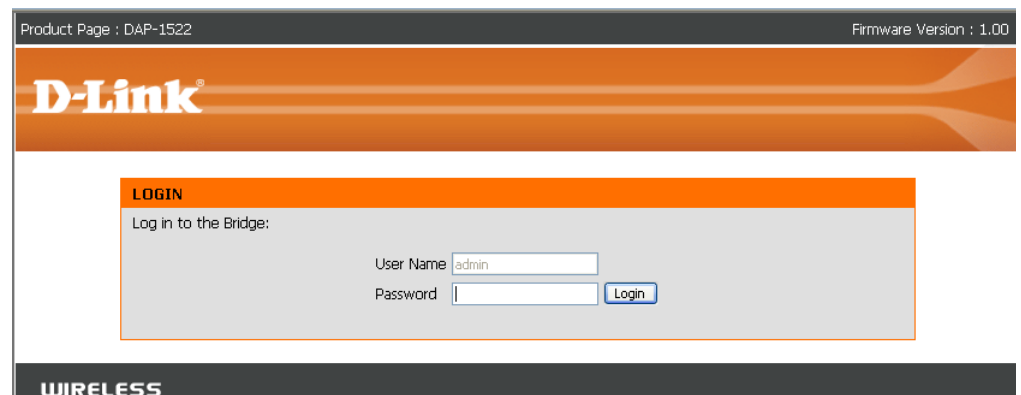 Product Page : DAP-1522 Firmware Version : 1.00
D-Link®
LOGIN
Log in to the Bridge:
User Name admin
Password Login
WIRELESS